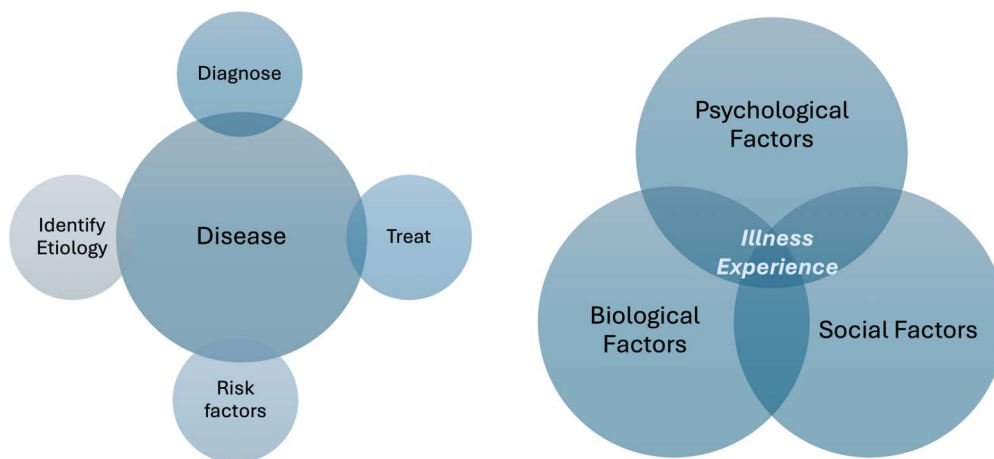 Diagnose
Identify
Etiology
Disease
Treat
Risk
factors
Psychological
Factors
Illness
Experience
Biological
Factors
Social Factors